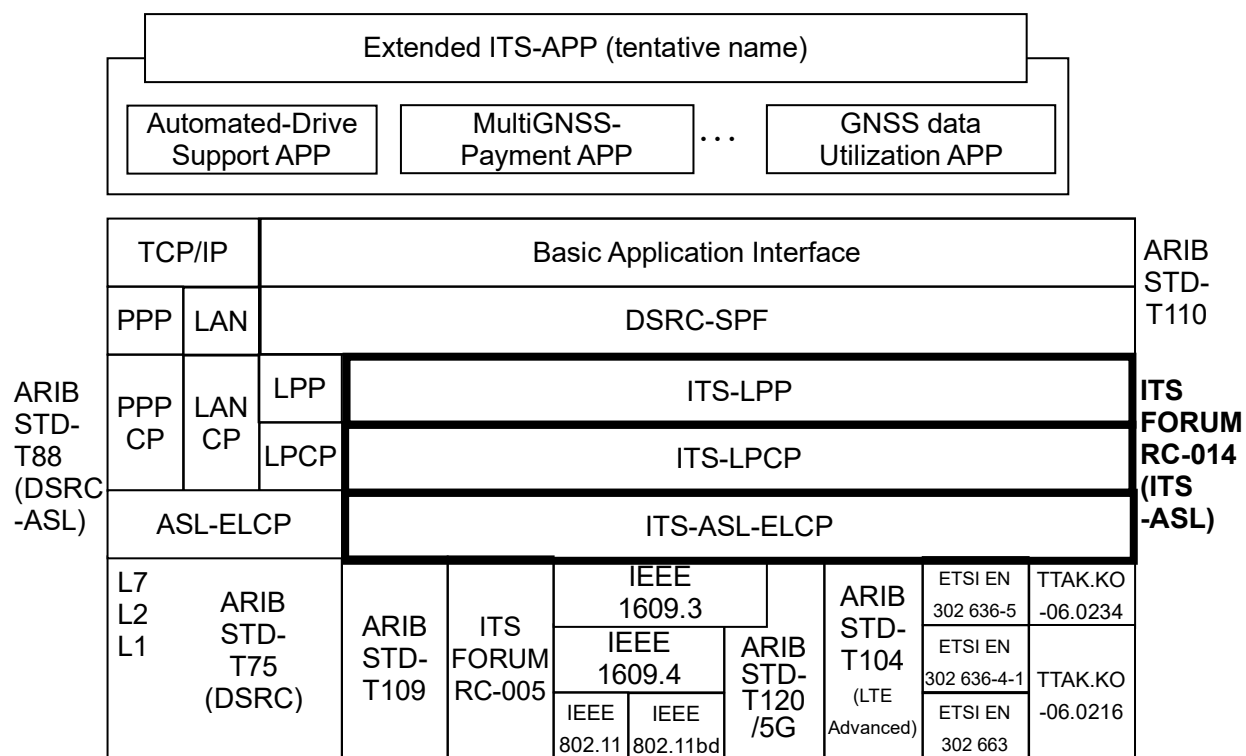 Extended ITS-APP (tentative name)
Automated-Drive
Support APP
MultiGNSS-
Payment APP
...
GNSS data
Utilization APP
TCP/IP
Basic Application Interface
ARIB
STD-
T110
PPP
LAN
DSRC-SPF
ARIB
STD-
T88
(DSRC
-ASL)
PPP
CP
LAN
CP
LPP
ITS-LPP
LPCP
ITS-LPCP
ITS
FORUM
RC-014
(ITS
-ASL)
ASL-ELCP
ITS-ASL-ELCP
L7
L2
L1
ARIB
STD-
T75
(DSRC)
ARIB
STD-
T109
ITS
FORUM
RC-005
IEEE
1609.3
IEEE
1609.4
IEEE
802.11
IEEE
802.11bd
ARIB
STD-
T120
/5G
ARIB
STD-
T104
(LTE
Advanced)
ETSI EN
302 636-5
ETSI EN
302 636-4-1
ETSI EN
302 663
TTAK.KO
-06.0234
TTAK.KO
-06.0216